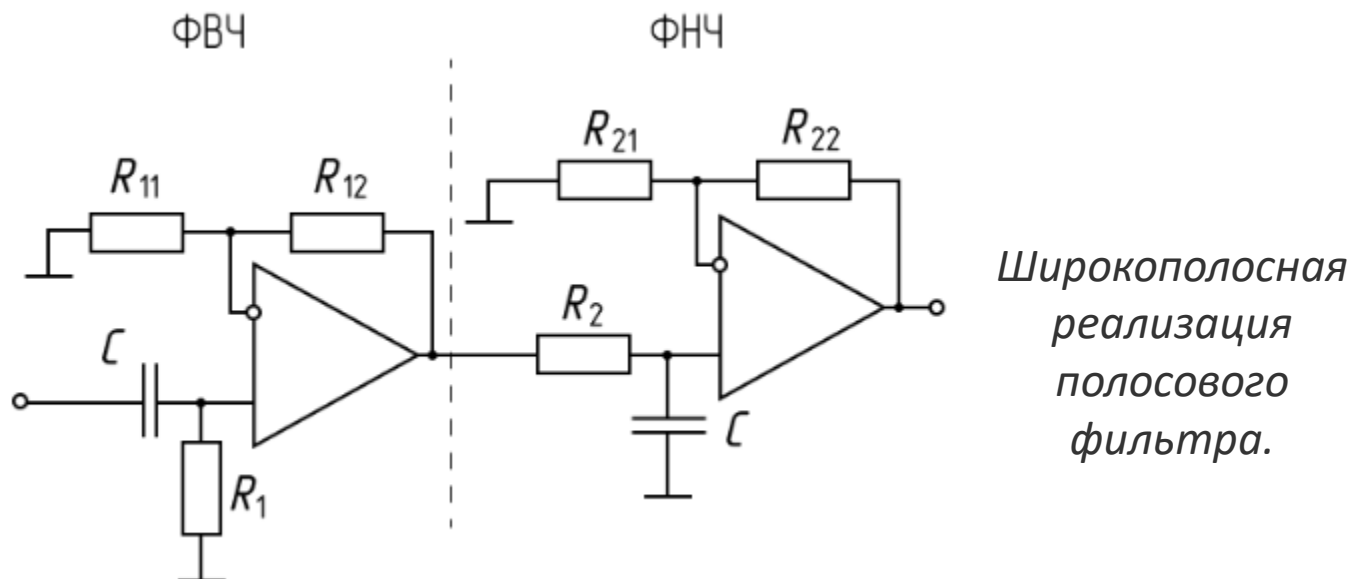 ФВЧ
ФНЧ
R11
R12
R21
R22
C
R1
R2
C
Широкополосная
реализация
полосового
фильтра.